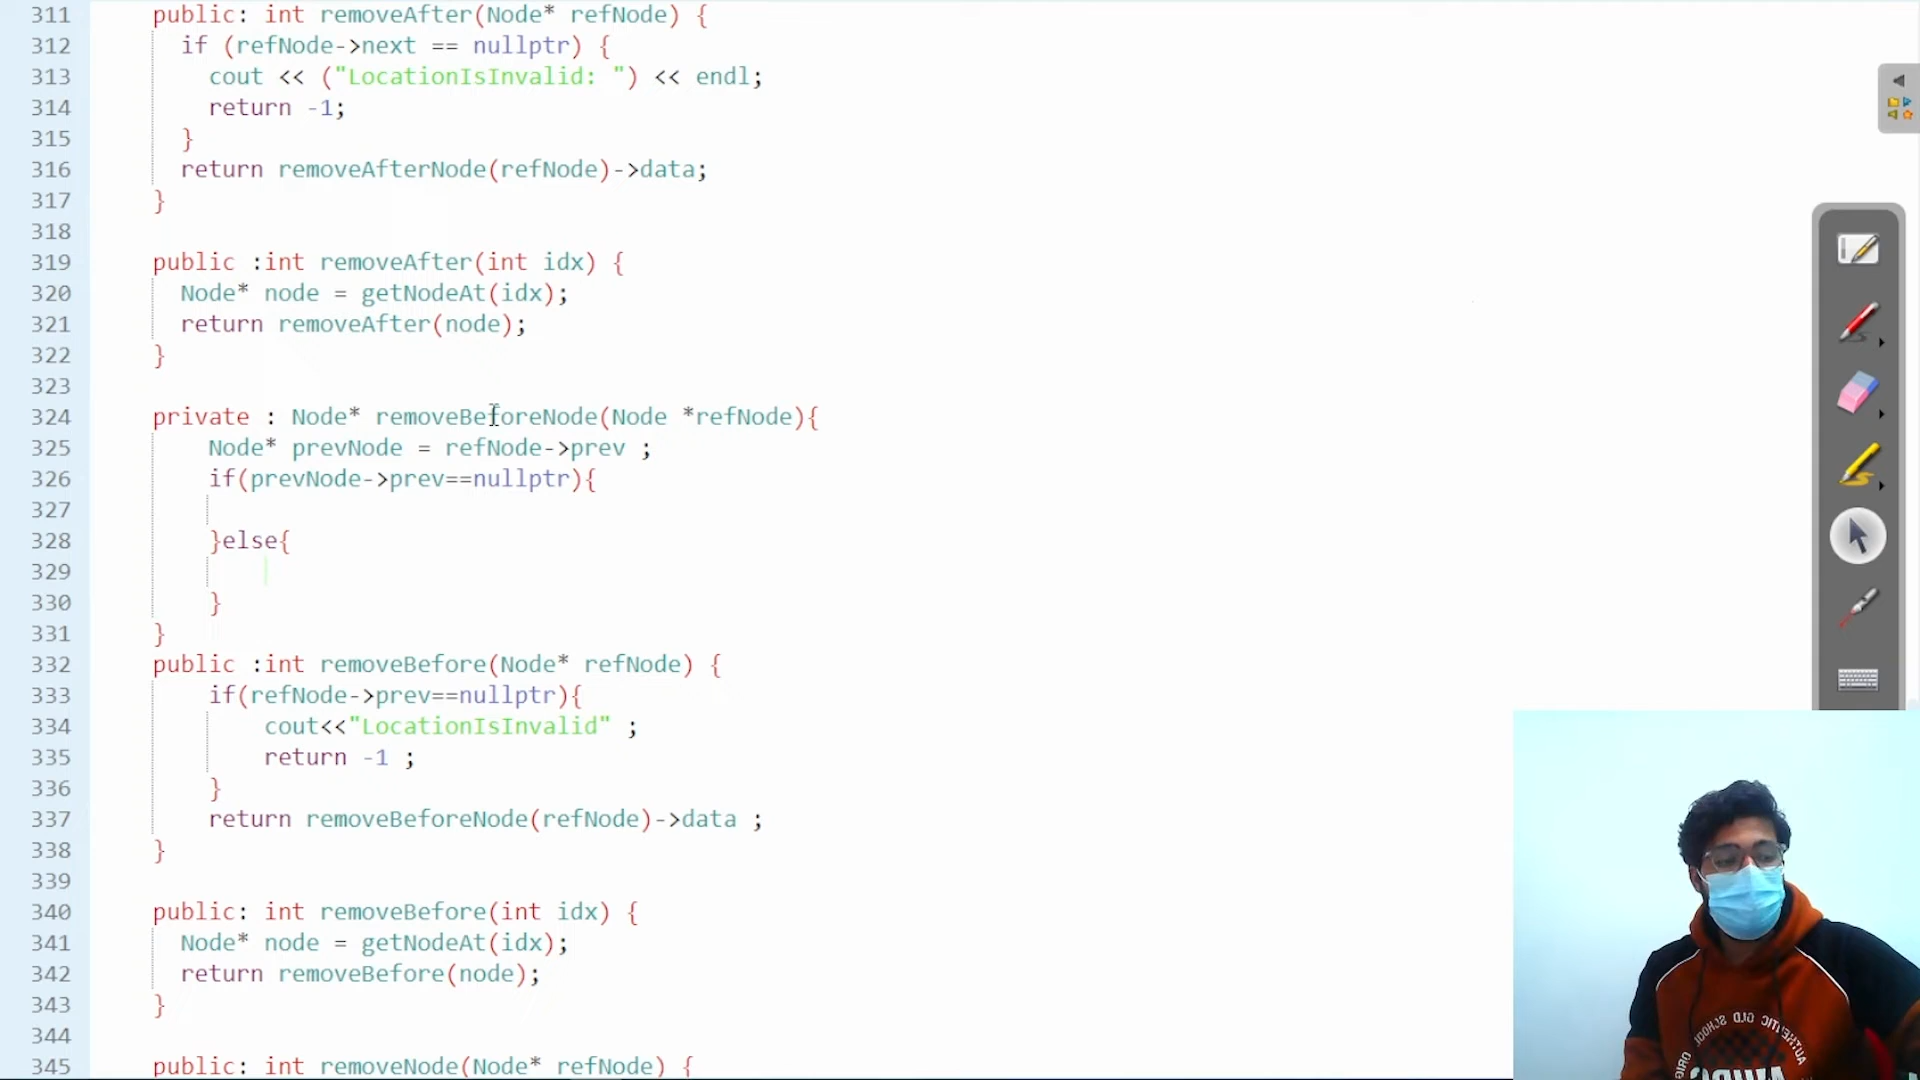 311 public: int removeAfter(Node* refNode) {
312 if (refNode->next == nullptr) {
313 cout << ("LocationIsInvalid: ") << endl;
314 return -1;
315 }
316 return removeAfterNode(refNode)->data;
317 }
318
319 public :int removeAfter(int idx) {
320 Node* node = getNodeAt(idx);
321 return removeAfter(node);
322 }
323
324 private : Node* removeBeforeNode(Node *refNode){
325 Node* prevNode = refNode->prev ;
326 if(prevNode->prev==nullptr){
327
328 }else{
329
330 }
331 }
332 public :int removeBefore(Node* refNode) {
333 if(refNode->prev==nullptr){
334 cout<<"LocationIsInvalid" ;
335 return -1 ;
336 }
337 return removeBeforeNode(refNode)->data ;
338 }
339
340 public: int removeBefore(int idx) {
341 Node* node = getNodeAt(idx);
342 return removeBefore(node);
343 }
344
345 public: int removeNode(Node* refNode) {